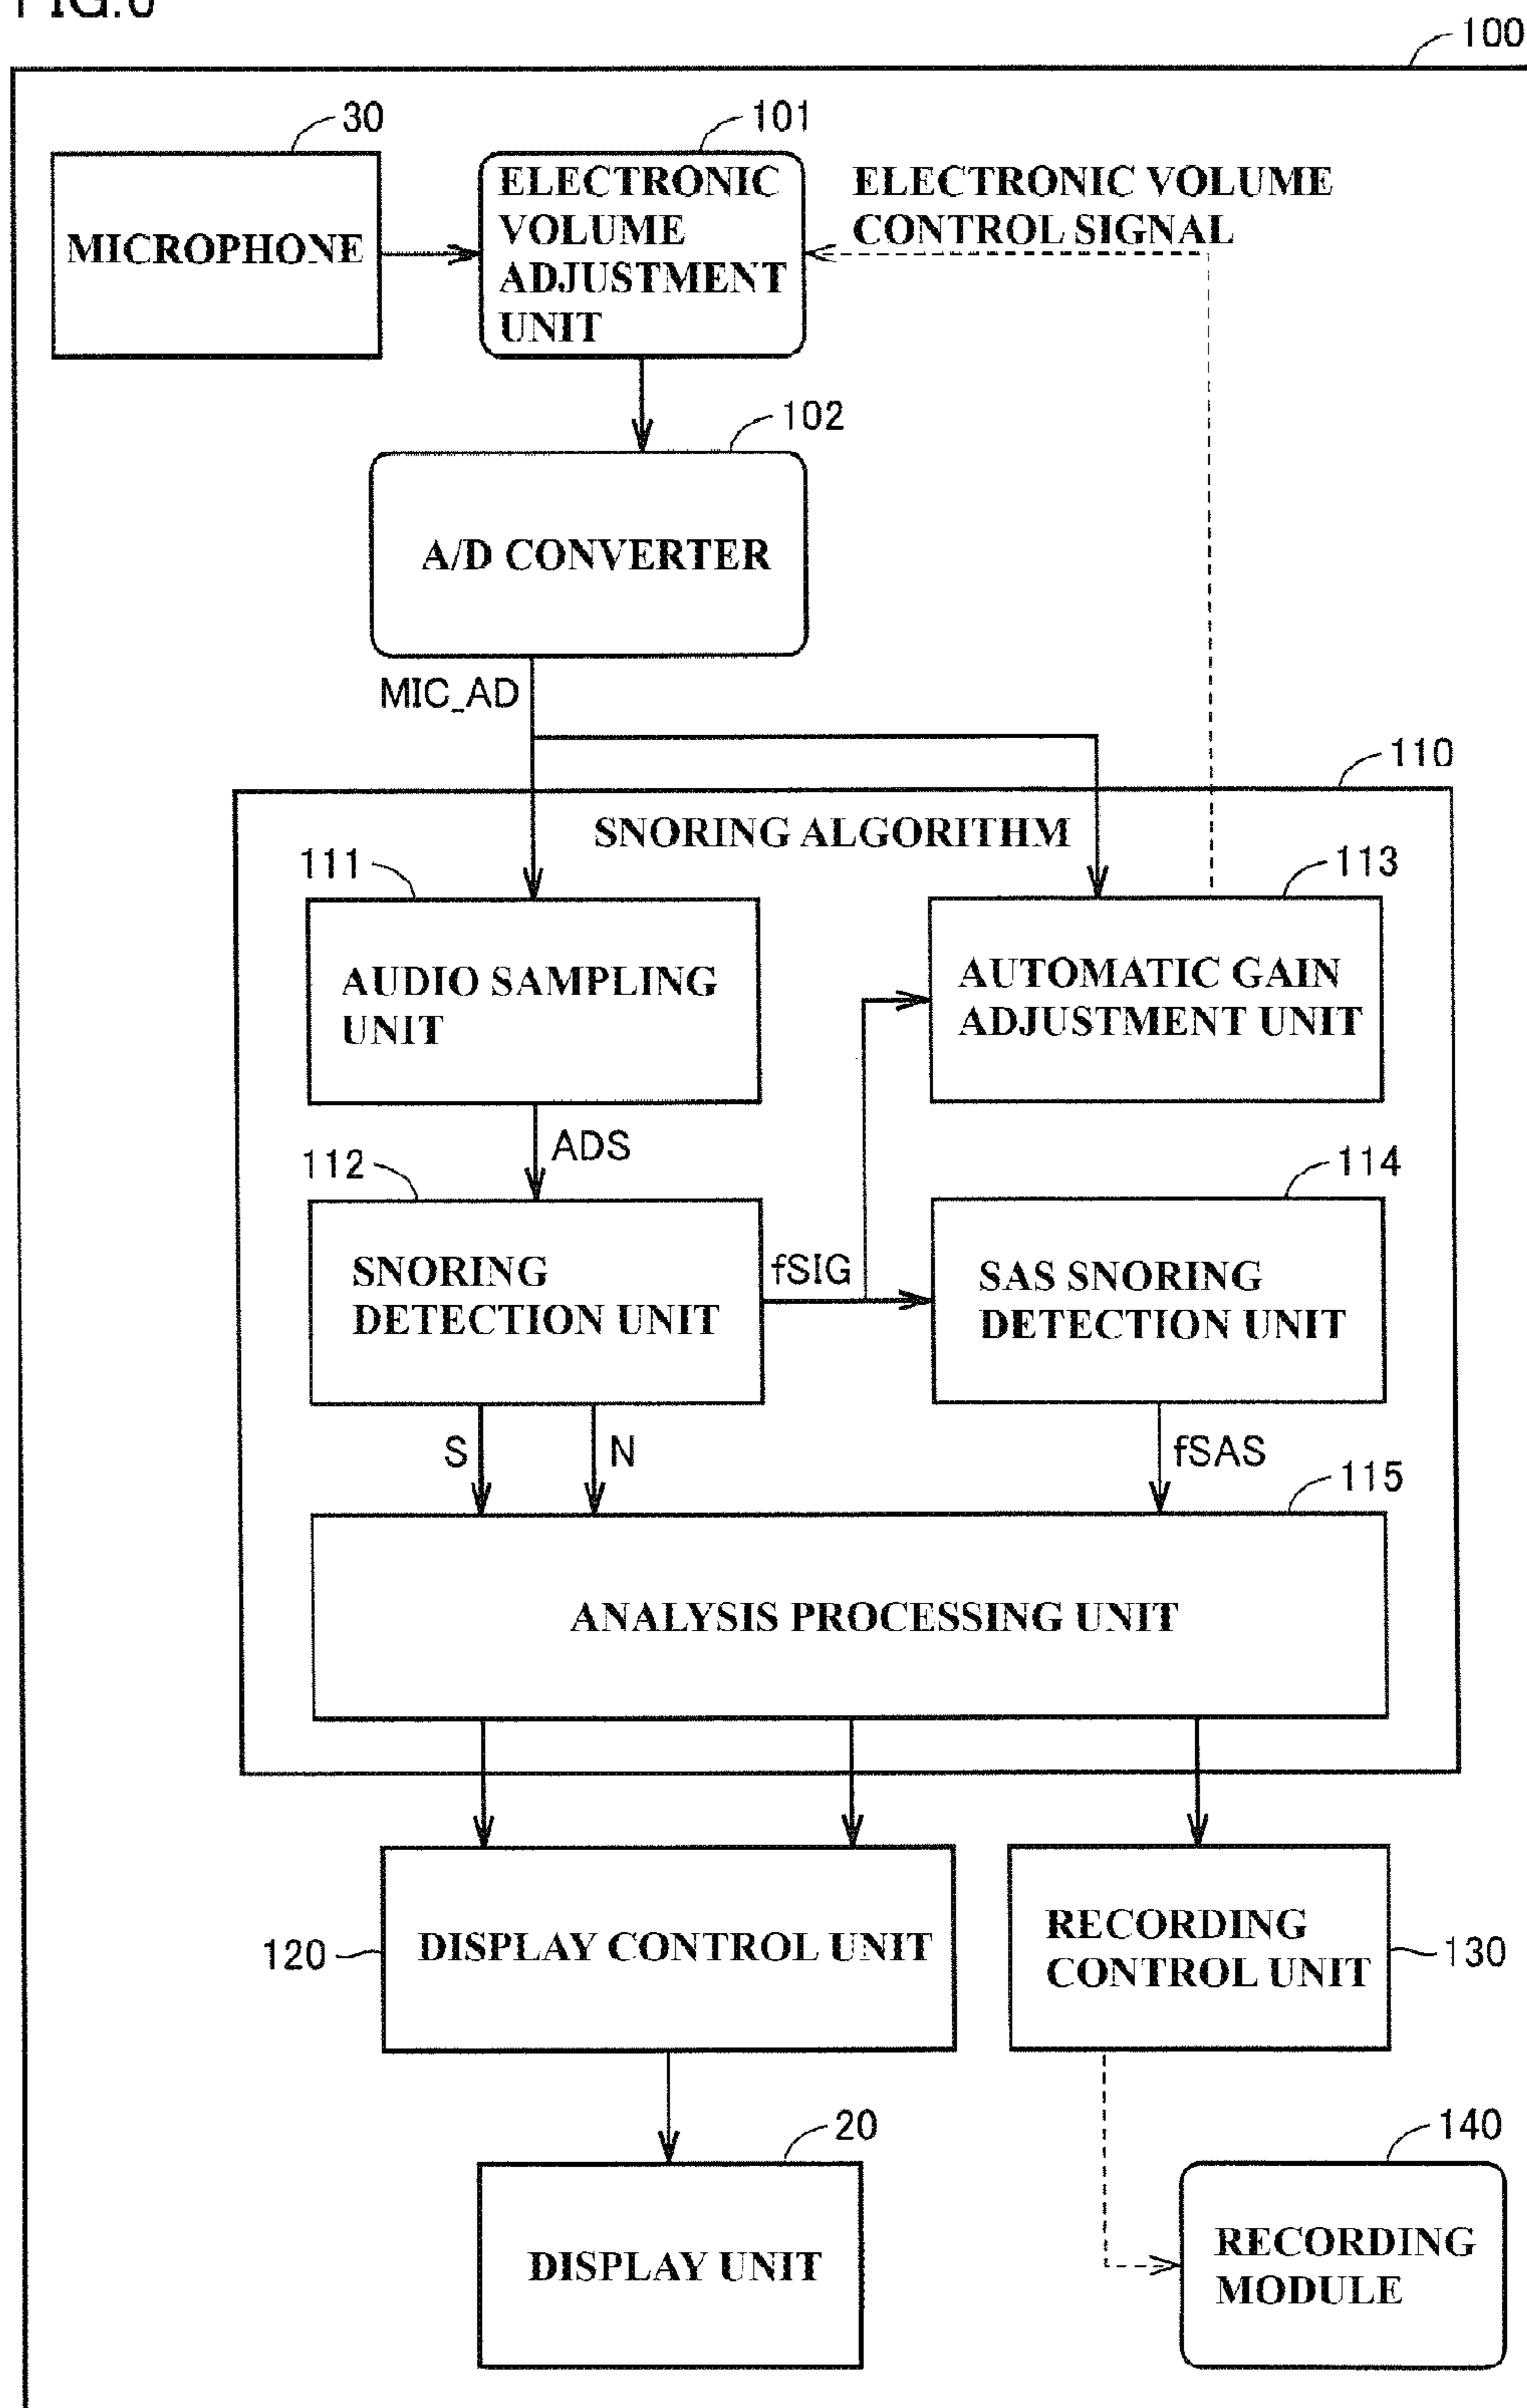 100
30
101
MICROPHONE
ELECTRONIC
VOLUME
ADJUSTMENT
UNIT
ELECTRONIC VOLUME
CONTROL SIGNAL
102
A/D CONVERTER
MIC_AD
110
SNORING ALGORITHM
111
113
AUDIO SAMPLING
UNIT
AUTOMATIC GAIN
ADJUSTMENT UNIT
ADS
112
114
SNORING
DETECTION UNIT
fSIG
SAS SNORING
DETECTION UNIT
S
N
fSAS
115
ANALYSIS PROCESSING UNIT
120
DISPLAY CONTROL UNIT
RECORDING
CONTROL UNIT
130
20
140
DISPLAY UNIT
RECORDING
MODULE